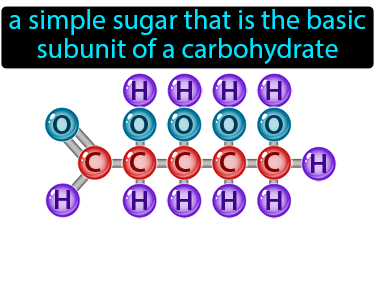 a simple sugar that is the basic
subunit of a carbohydrate
H H H H
O O O O O
C C C C C H
H H H H H